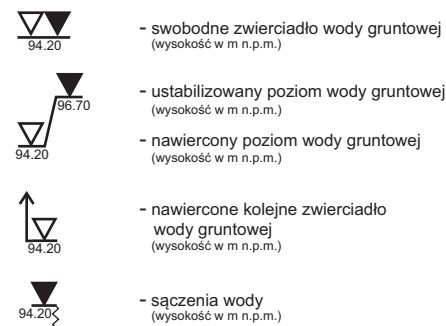 94.20
- swobodne zwierciadło wody gruntowej
(wysokość w m n.p.m.)
96.70
- ustabilizowany poziom wody gruntowej
(wysokość w m n.p.m.)
94.20
- nawiercony poziom wody gruntowej
(wysokość w m n.p.m.)
94.20
- nawiercone kolejne zwierciadło
wody gruntowej
(wysokość w m n.p.m.)
94.20
- sączenia wody
(wysokość w m n.p.m.)